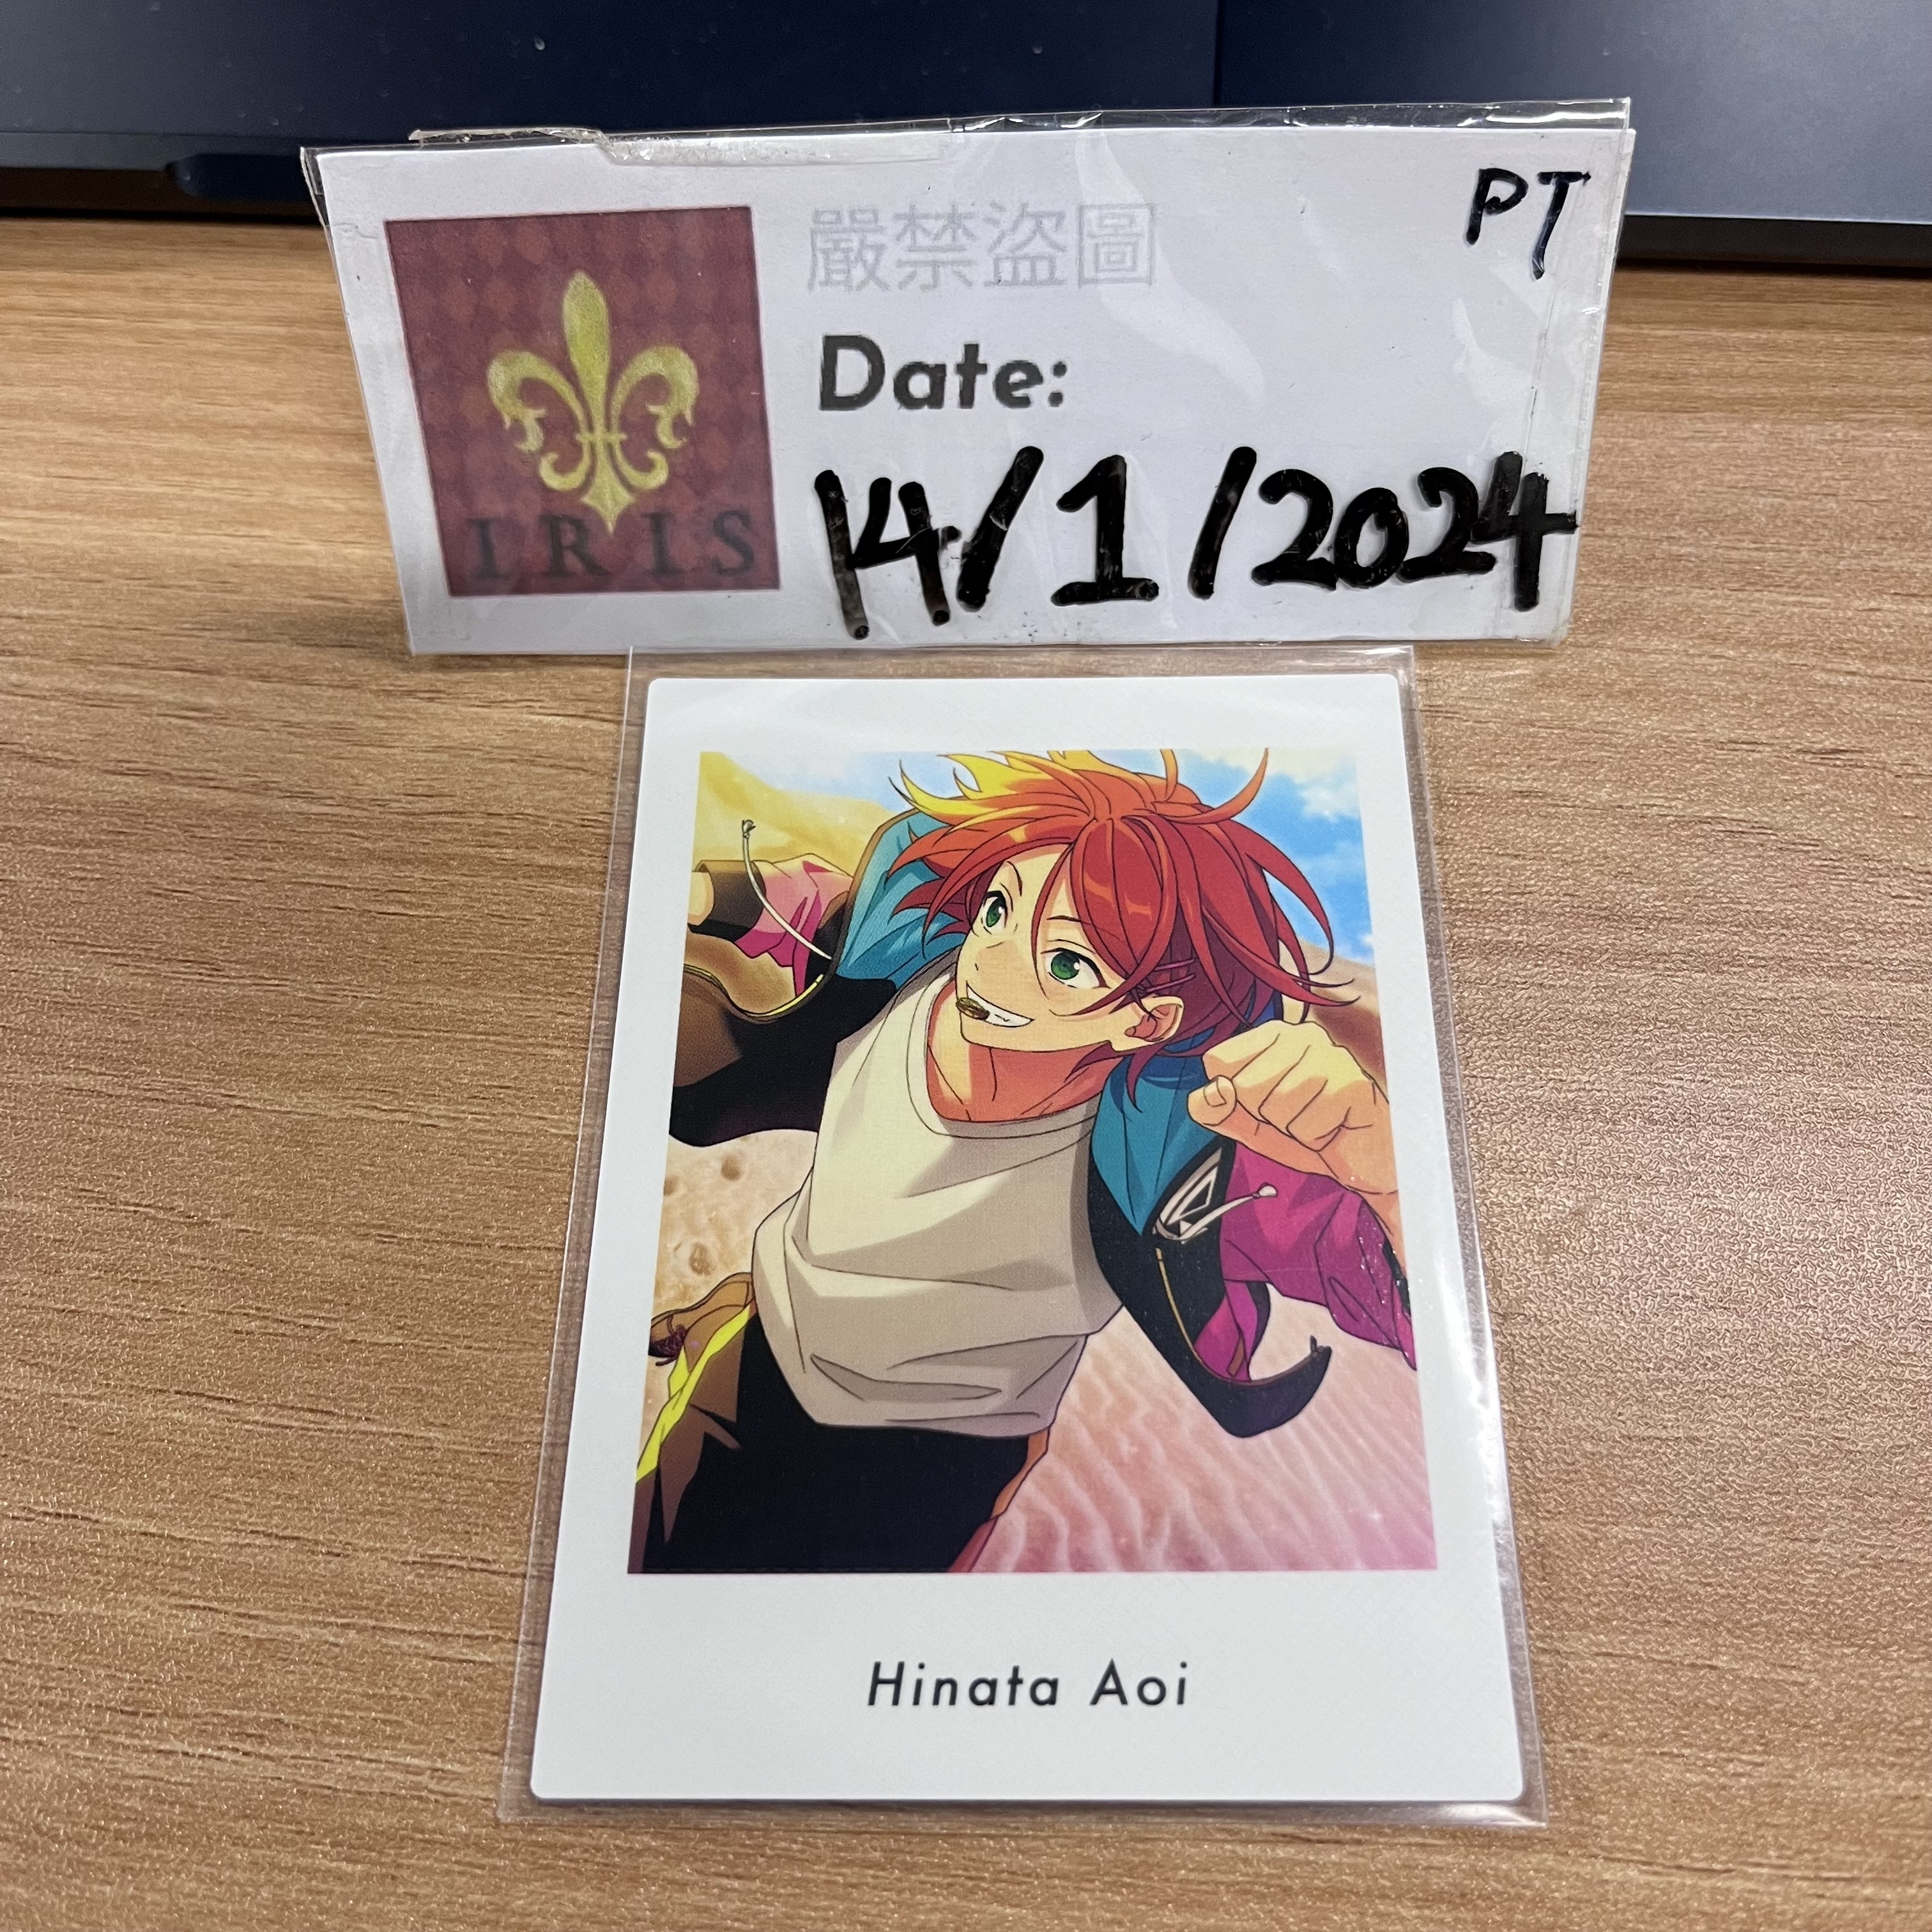 PT
嚴禁盜圖
Date:
14/1/2024
IRIS
Hinata Aoi